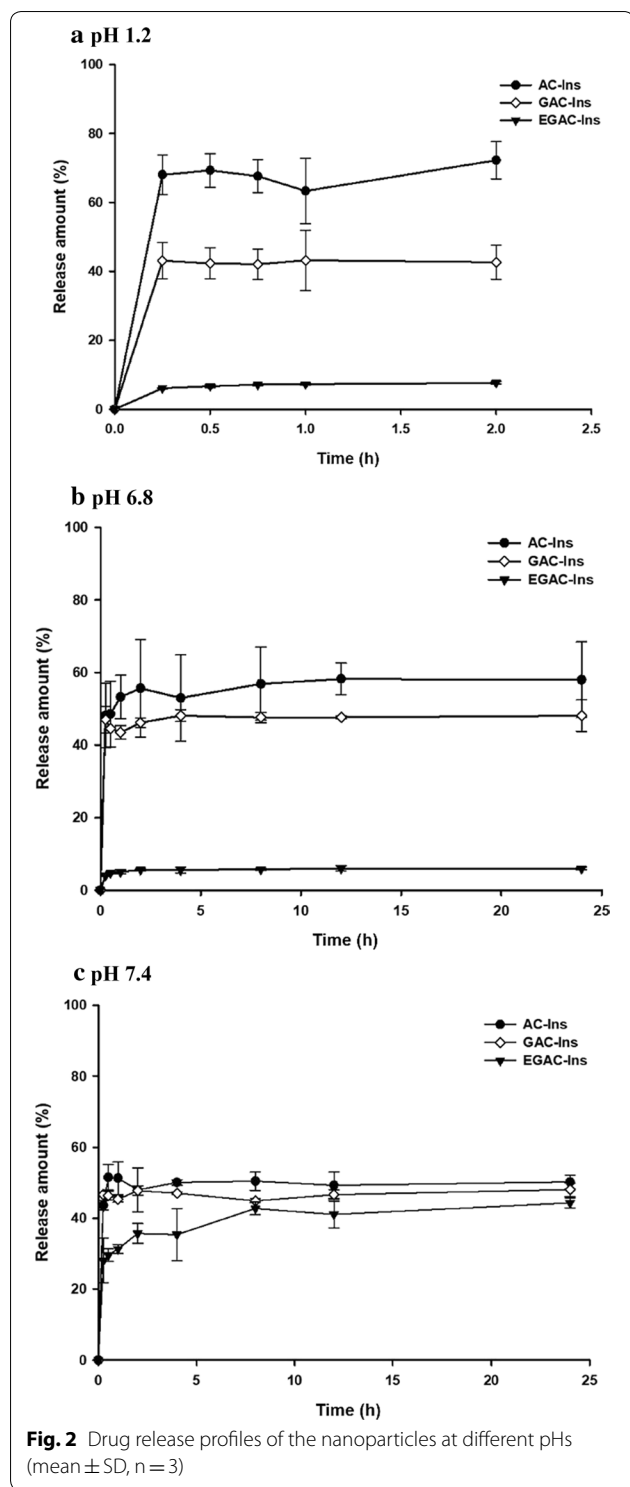 a pH 1.2
100
80
60
40
20
0
Release amount (%)
AC-Ins
GAC-Ins
EGAC-Ins
0.0 0.5 1.0 1.5 2.0 2.5
Time (h)
b pH 6.8
100
80
60
40
20
0
Release amount (%)
AC-Ins
GAC-Ins
EGAC-Ins
0 5 10 15 20 25
Time (h)
c pH 7.4
100
80
60
40
20
0
Release amount (%)
AC-Ins
GAC-Ins
EGAC-Ins
0 5 10 15 20 25
Time (h)
Fig. 2 Drug release profiles of the nanoparticles at different pHs
(mean ± SD, n = 3)